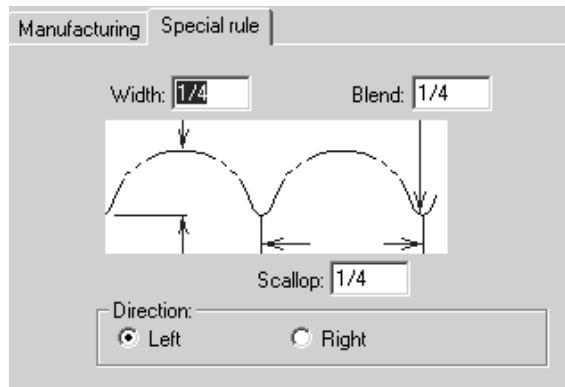 Manufacturing Special rule
Width: 1/4 Blend: 1/4
Scallop: 1/4
Direction:
Left Right